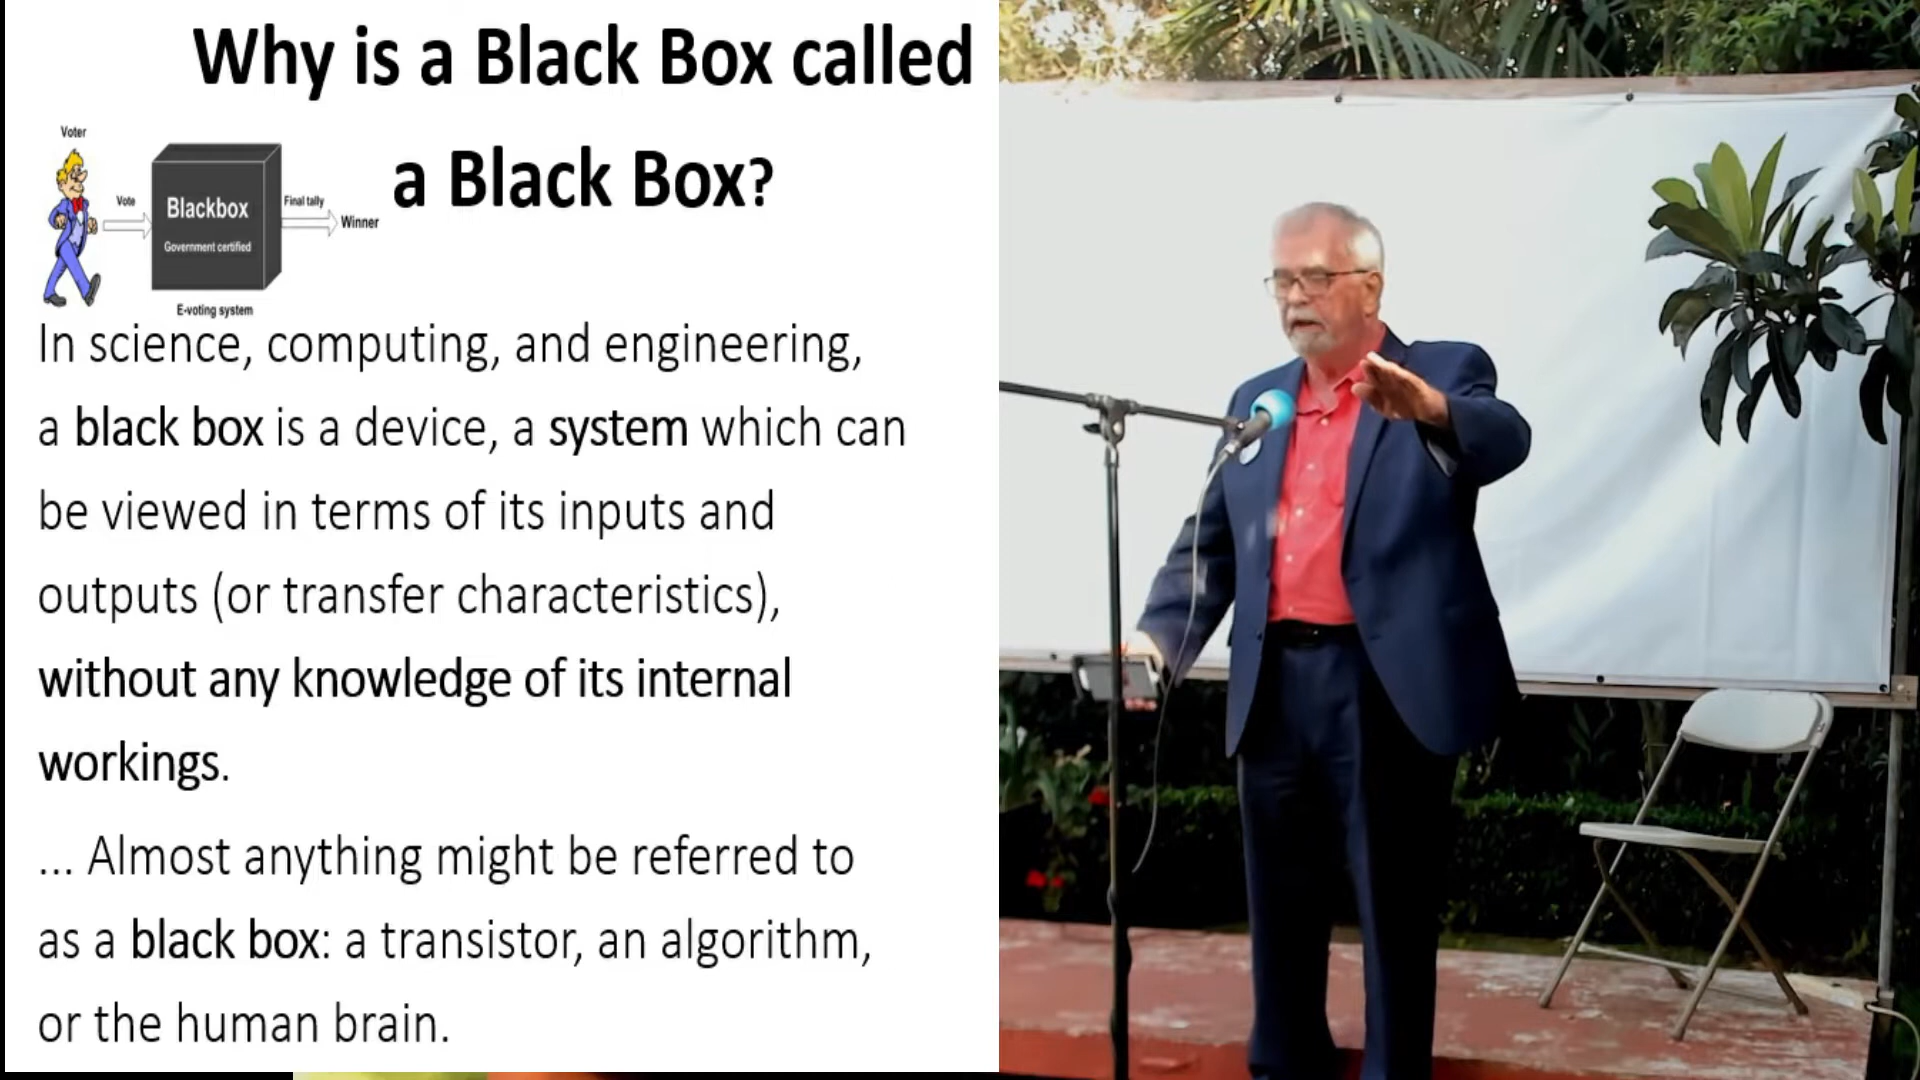 Why is a Black Box called
a Black Box?
Voter
Vote
Blackbox
Government certified
Final tally
Winner
E-voting system
In science, computing, and engineering,
a black box is a device, a system which can
be viewed in terms of its inputs and
outputs (or transfer characteristics),
without any knowledge of its internal
workings.
... Almost anything might be referred to
as a black box: a transistor, an algorithm,
or the human brain.